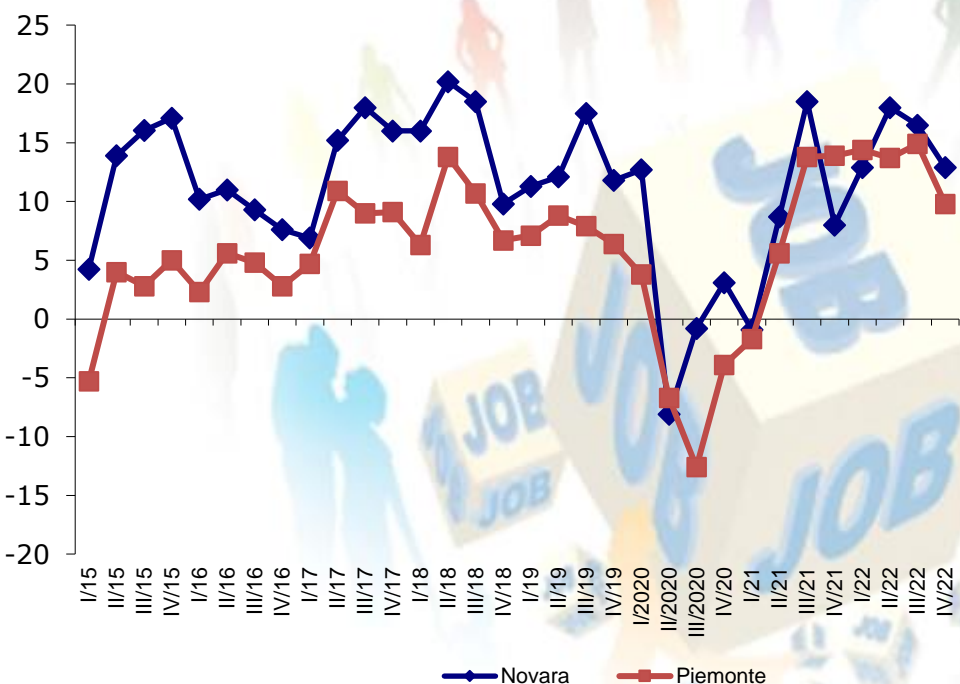 25
20
15
10
5
0
-5
-10
-15
-20
I/15
II/15
III/15
IV/15
I/16
II/16
III/16
IV/16
I/17
II/17
III/17
IV/17
I/18
II/18
III/18
IV/18
I/19
II/19
III/19
IV/19
I/2020
II/2020
III/2020
IV/20
I/21
II/21
III/21
IV/21
I/22
II/22
III/22
IV/22
Novara
Piemonte
JOB
JOB
JOB
JOB
JOB
JOB
JOB